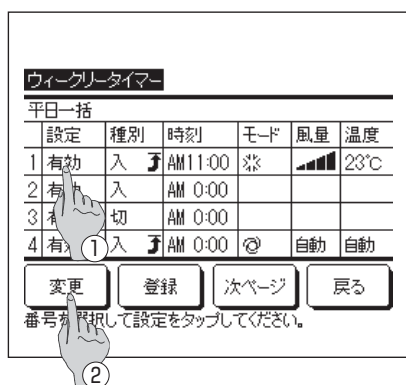 ウィークリータイマー
平日一括
設定 種別 時刻 モード 風量 温度
1 有効 入 AM11:00 23℃
2 有効 入 AM 0:00
3 切 AM 0:00
4 入 AM 0:00 自動 自動
①
変更 登録 次ページ 戻る
番号を選択して設定をタップしてください。
②